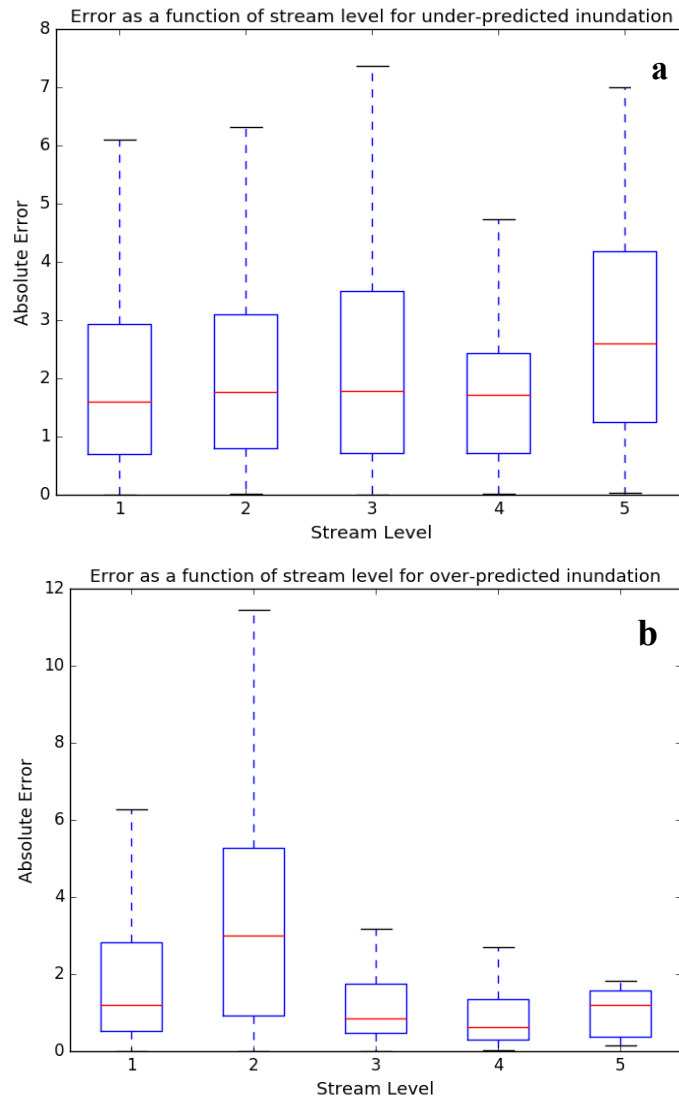 Error as a function of stream level for under-predicted inundation
a
8
7
6
5
4
3
2
1
0
Absolute Error
1 2 3 4 5
Stream Level
Error as a function of stream level for over-predicted inundation
b
12
10
8
6
4
2
0
Absolute Error
1 2 3 4 5
Stream Level